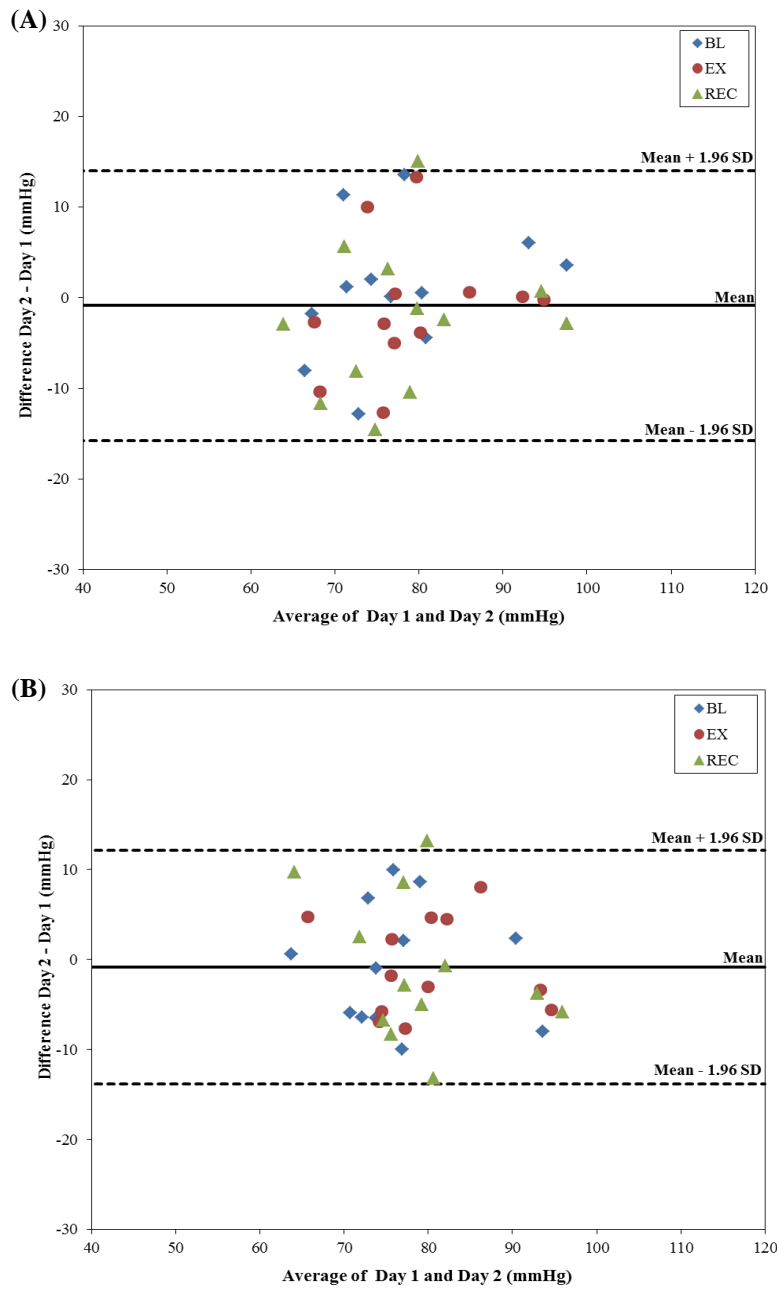 (A)
30
20
10
0
-10
-20
-30
Difference Day 2 - Day 1 (mmHg)
BL
EX
REC
Mean + 1.96 SD
Mean
Mean - 1.96 SD
40 50 60 70 80 90 100 110 120
Average of Day 1 and Day 2 (mmHg)
(B)
30
20
10
0
-10
-20
-30
Difference Day 2 - Day 1 (mmHg)
BL
EX
REC
Mean + 1.96 SD
Mean
Mean - 1.96 SD
40 50 60 70 80 90 100 110 120
Average of Day 1 and Day 2 (mmHg)